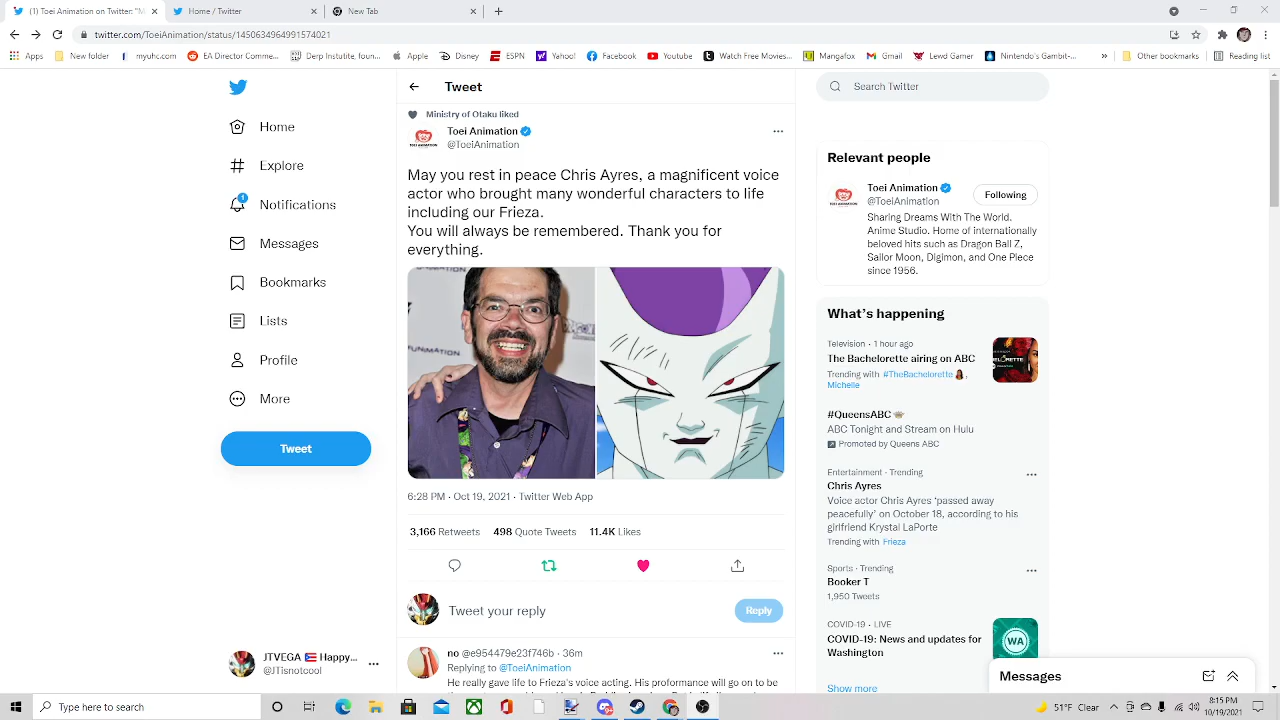 (1) Toei Animation on Twitter: "M
Home / Twitter
New Tab
twitter.com/ToeiAnimation/status/1450634964991574021
Apps
New folder
myuhc.com
EA Director Comme...
Derp Instutite, foun...
Apple
Disney
ESPN
Yahoo!
Facebook
YouTube
Watch Free Movies...
Mangafox
Gmail
Lewd Gamer
Nintendo's Gambit-...
»
Other bookmarks
Reading list
Home
Explore
1
Notifications
Messages
Bookmarks
Lists
Profile
More
Tweet
JTVEGA 🇵🇷 Happy...
@JTisnotcool
Tweet
Ministry of Otaku liked
Toei Animation
@ToeiAnimation
May you rest in peace Chris Ayres, a magnificent voice
actor who brought many wonderful characters to life
including our Frieza.
You will always be remembered. Thank you for
everything.
FUNIMATION
6:28 PM · Oct 19, 2021 · Twitter Web App
3,166 Retweets 498 Quote Tweets 11.4K Likes
Tweet your reply
Reply
no @e954479e23f746b · 36m
Replying to @ToeiAnimation
He really gave life to Frieza's voice acting. His proformance will go on to be
Search Twitter
Relevant people
Toei Animation
@ToeiAnimation
Following
Sharing Dreams With The World.
Anime Studio. Home of internationally
beloved hits such as Dragon Ball Z,
Sailor Moon, Digimon, and One Piece
since 1956.
What's happening
Television · 1 hour ago
The Bachelorette airing on ABC
Trending with #TheBachelorette,
Michelle
#QueensABC
ABC Tonight and Stream on Hulu
Promoted by Queens ABC
Entertainment · Trending
Chris Ayres
Voice actor Chris Ayres 'passed away
peacefully' on October 18, according to his
girlfriend Krystal LaPorte
Trending with Frieza
Sports · Trending
Booker T
1,950 Tweets
COVID-19 · LIVE
COVID-19: News and updates for
Washington
WA
Show more
Messages
Type here to search
51°F Clear
8:15 PM
10/19/2021